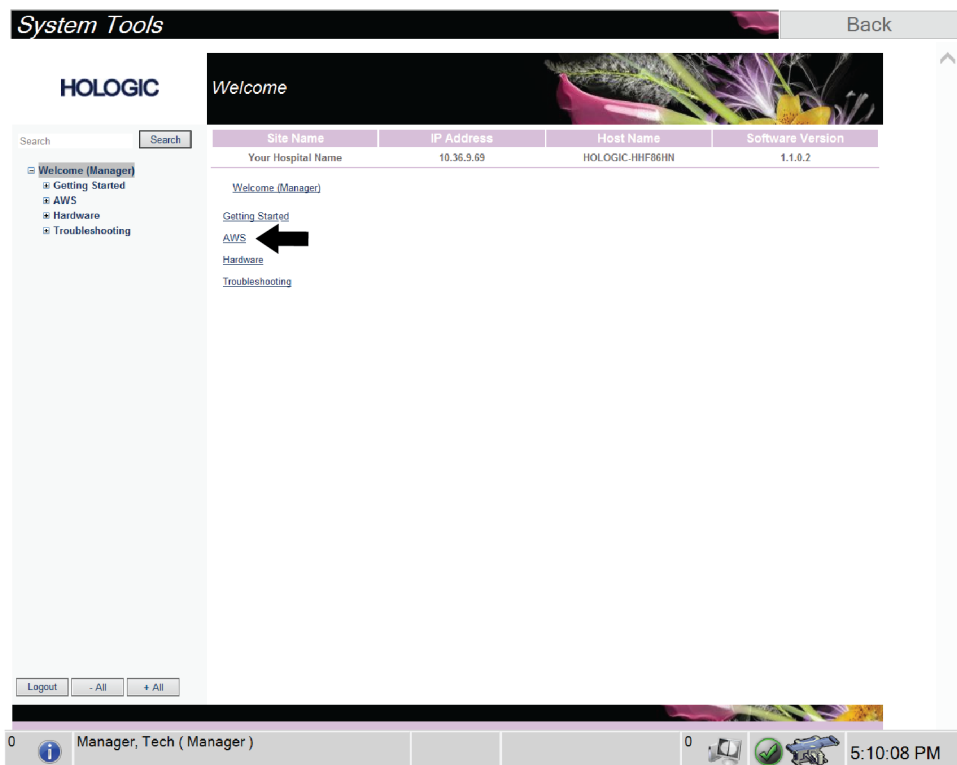 System Tools
Back
HOLOGIC
Welcome
Search
Search
Welcome (Manager)
Getting Started
AWS
Hardware
Troubleshooting
Site Name IP Address Host Name Software Version
Your Hospital Name 10.36.9.69 HOLOGIC-HHF86HN 1.1.0.2
Welcome (Manager)
Getting Started
AWS
Hardware
Troubleshooting
Logout - All + All
0 Manager, Tech ( Manager ) 0 5:10:08 PM